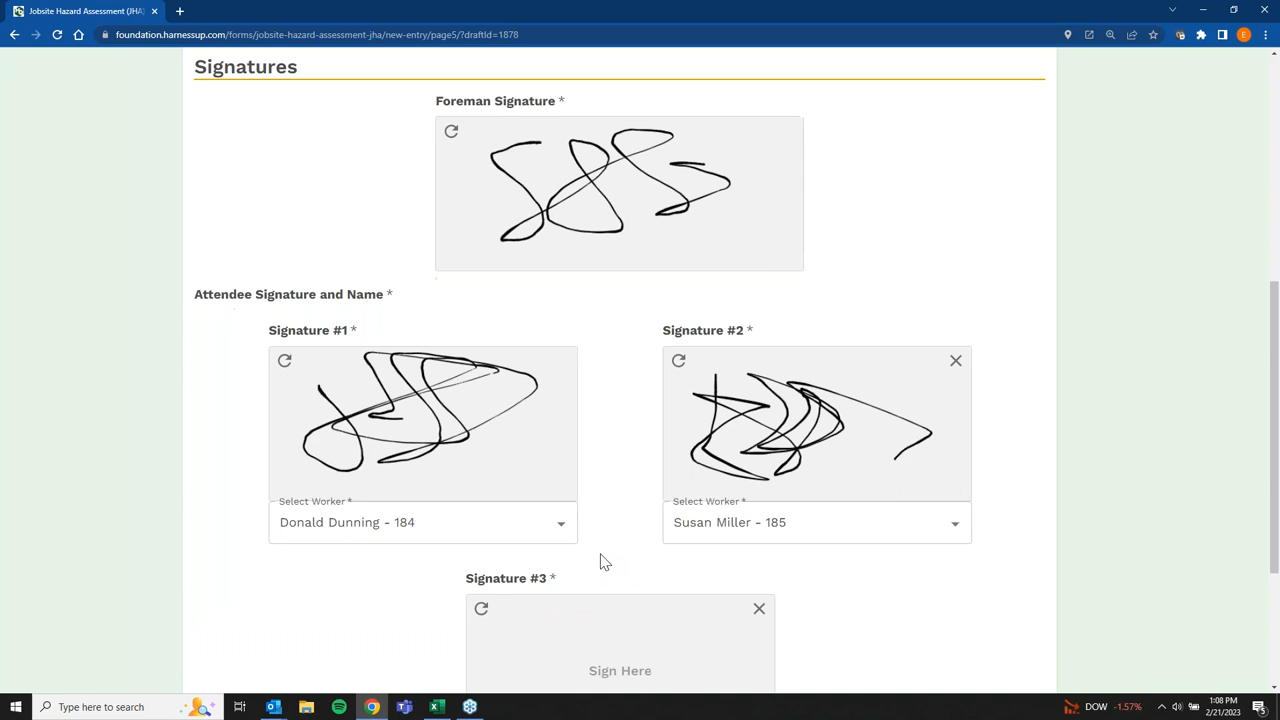 Jobsite Hazard Assessment (JHA)
foundation.harnessup.com/forms/jobsite-hazard-assessment-jha/new-entry/page5/?draftId=1878
E
Signatures
Foreman Signature *
Attendee Signature and Name *
Signature #1 *
Signature #2 *
Select Worker *
Select Worker *
Donald Dunning - 184
Susan Miller - 185
Signature #3 *
Sign Here
Type here to search
DOW -1.57%
1:08 PM
2/21/2023
5